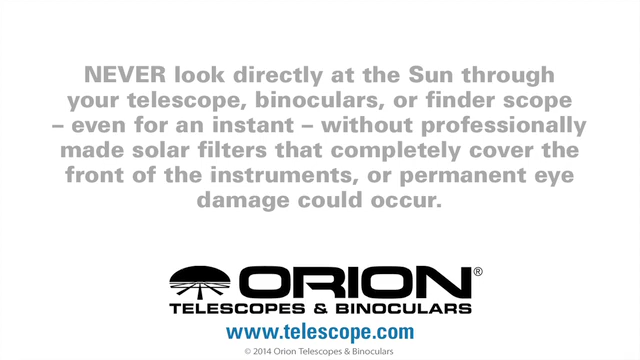 NEVER look directly at the Sun through
your telescope, binoculars, or finder scope
– even for an instant – without professionally
made solar filters that completely cover the
front of the instruments, or permanent eye
damage could occur.
ORION®
TELESCOPES & BINOCULARS
www.telescope.com
© 2014 Orion Telescopes & Binoculars